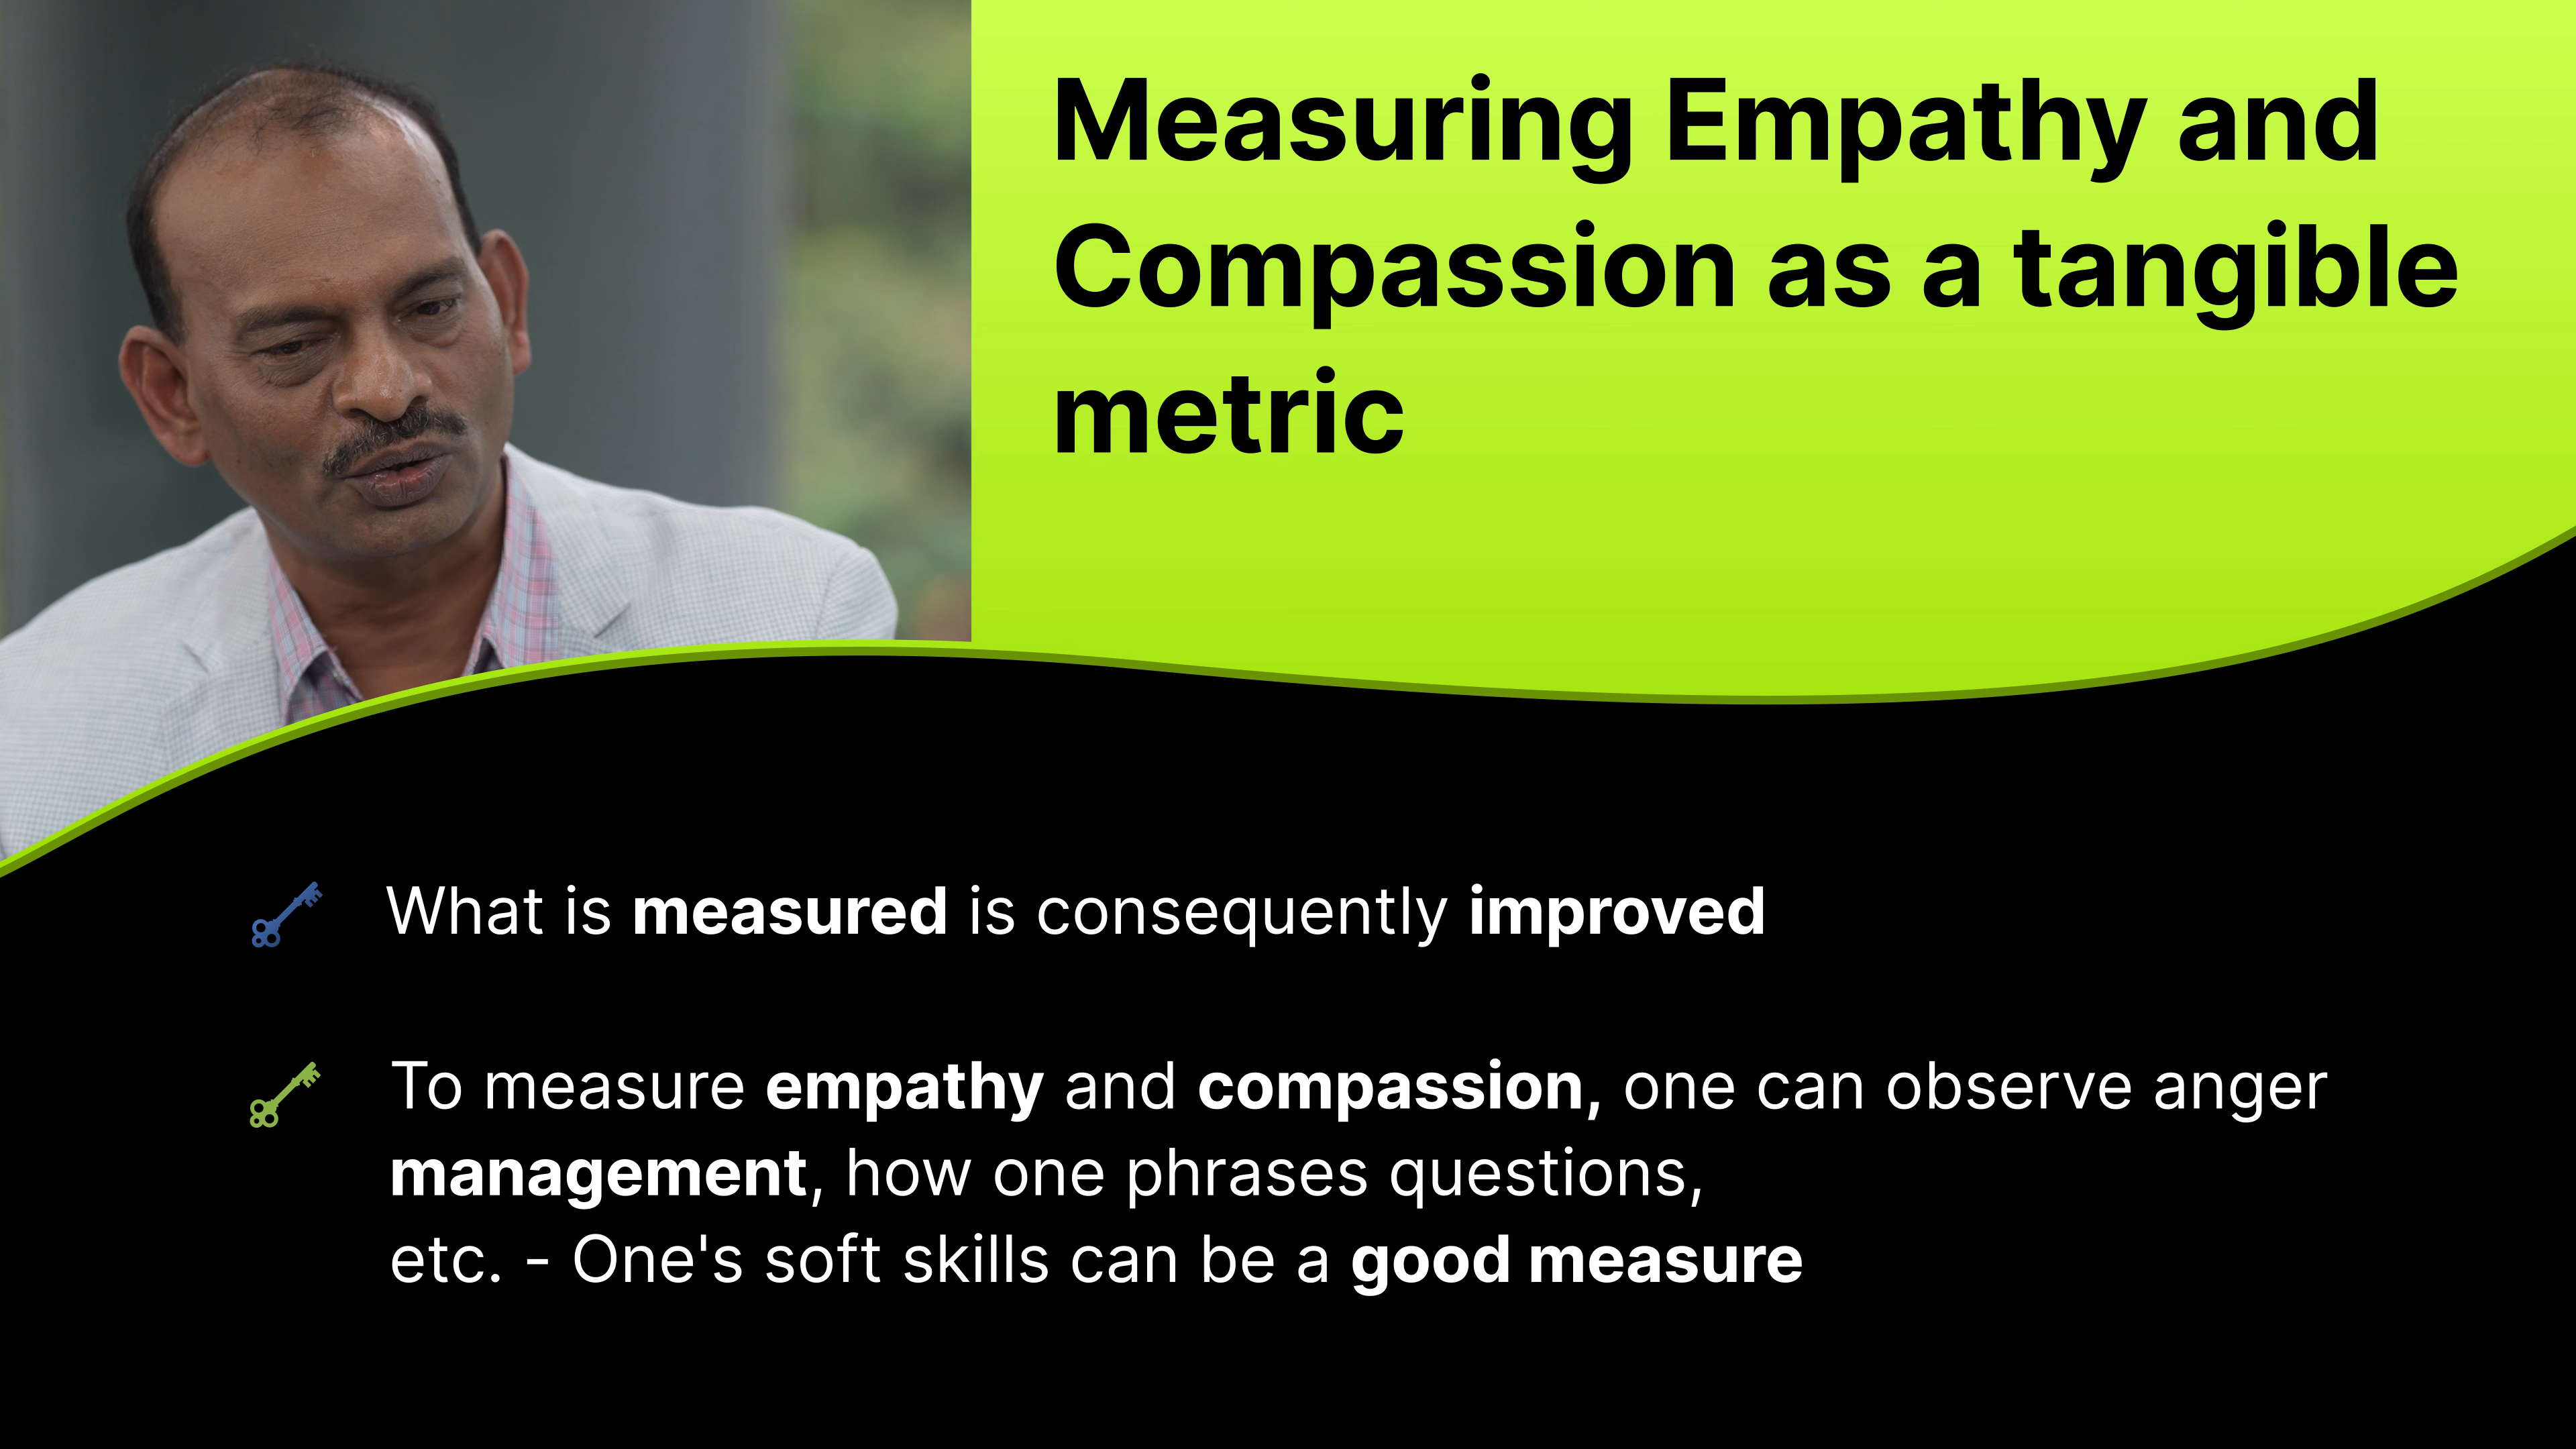 Measuring Empathy and
Compassion as a tangible
metric
What is measured is consequently improved
To measure empathy and compassion, one can observe anger
management, how one phrases questions,
etc. - One's soft skills can be a good measure